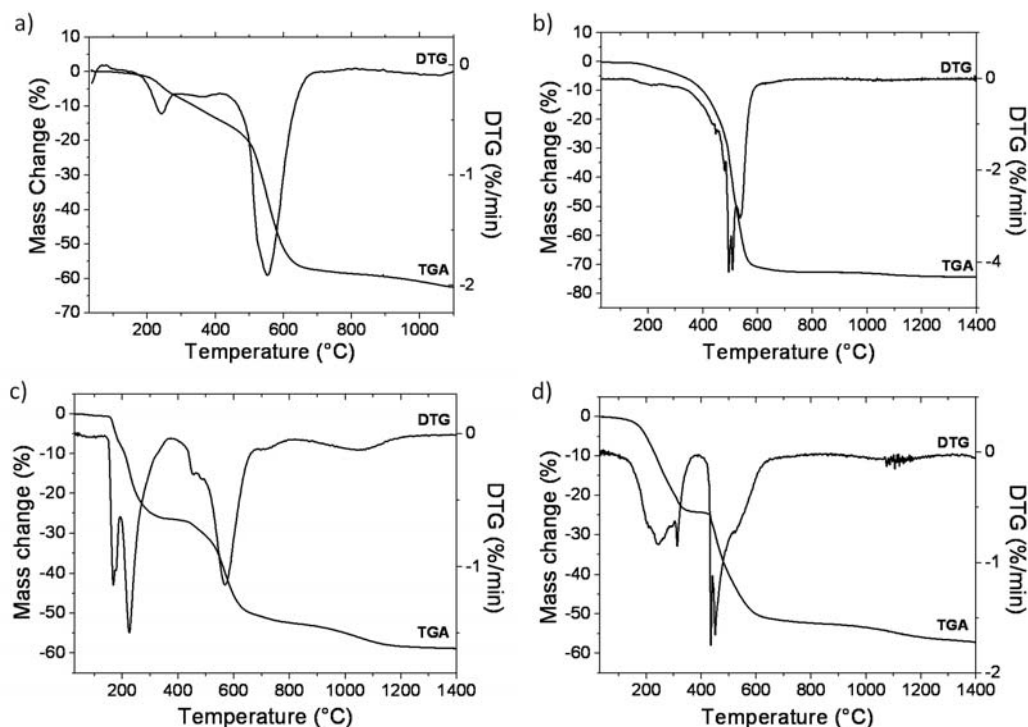 a)
10
0
-10
-20
-30
-40
-50
-60
-70
Mass Change (%)
DTG
TGA
0
-1
-2
DTG (%/min)
200 400 600 800 1000
Temperature (°C)
b)
10
0
-10
-20
-30
-40
-50
-60
-70
-80
Mass change (%)
DTG
TGA
0
-2
-4
DTG (%/min)
200 400 600 800 1000 1200 1400
Temperature (°C)
c)
0
-10
-20
-30
-40
-50
-60
Mass change (%)
DTG
TGA
0
-1
DTG (%/min)
200 400 600 800 1000 1200 1400
Temperature (°C)
d)
0
-10
-20
-30
-40
-50
-60
Mass change (%)
DTG
TGA
0
-1
-2
DTG (%/min)
200 400 600 800 1000 1200 1400
Temperature (°C)